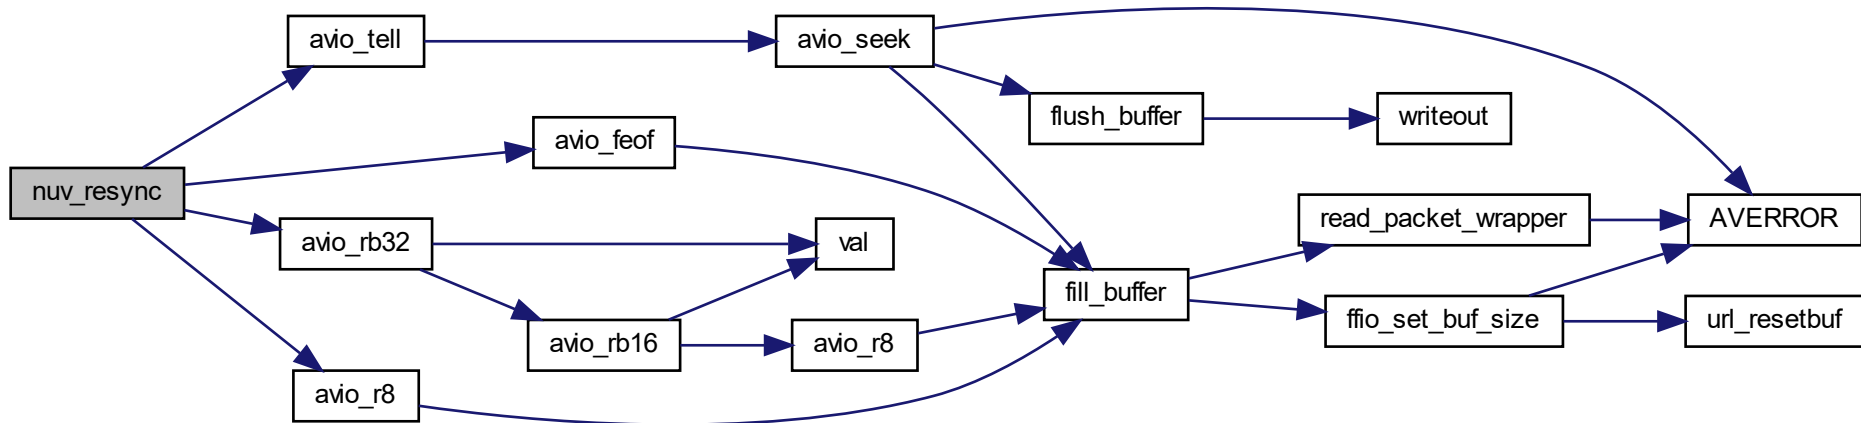 avio_tell
avio_seek
flush_buffer
writeout
avio_feof
nuv_resync
read_packet_wrapper
AVERROR
avio_rb32
val
fill_buffer
ffio_set_buf_size
url_resetbuf
avio_rb16
avio_r8
avio_r8